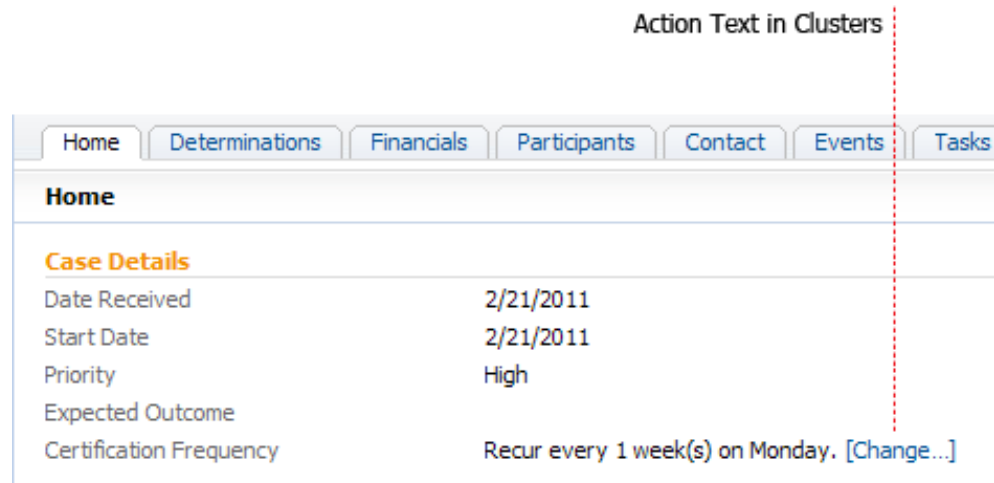 Action Text in Clusters
Home Determinations Financials Participants Contact Events Tasks
Home
Case Details
Date Received 2/21/2011
Start Date 2/21/2011
Priority High
Expected Outcome
Certification Frequency Recur every 1 week(s) on Monday. [Change...]